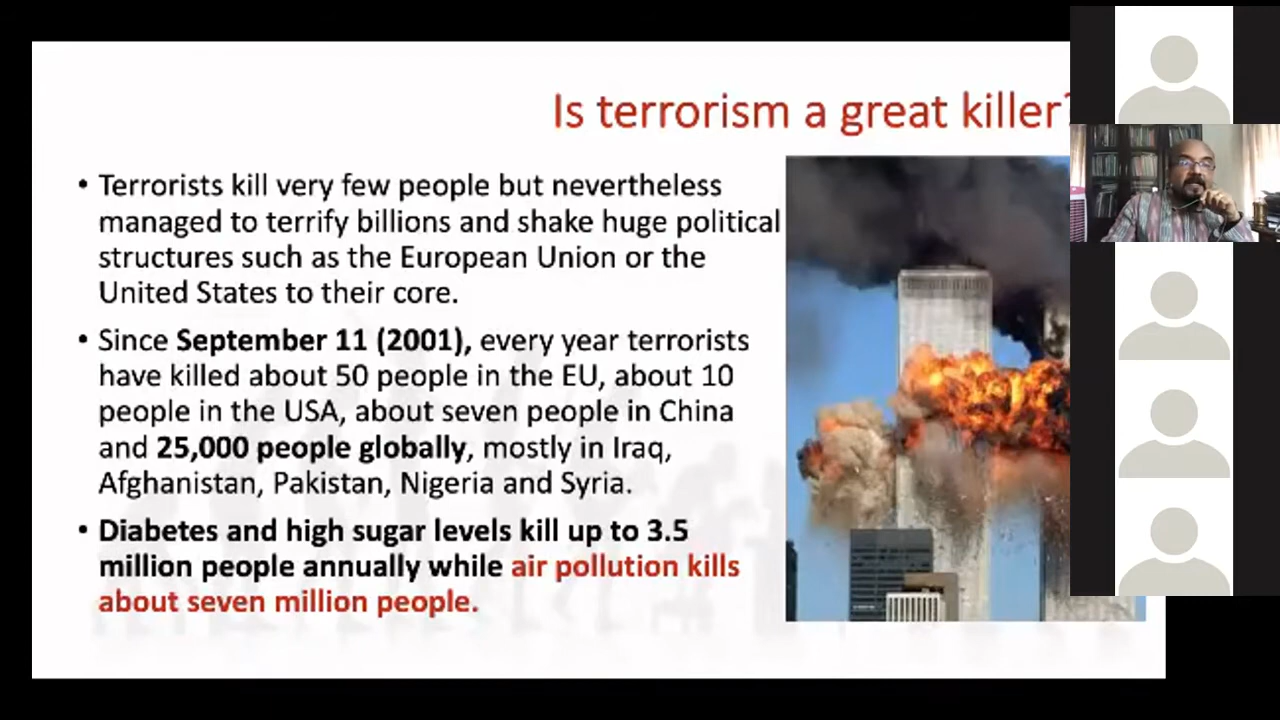 Is terrorism a great killer?
• Terrorists kill very few people but nevertheless
managed to terrify billions and shake huge political
structures such as the European Union or the
United States to their core.
• Since September 11 (2001), every year terrorists
have killed about 50 people in the EU, about 10
people in the USA, about seven people in China
and 25,000 people globally, mostly in Iraq,
Afghanistan, Pakistan, Nigeria and Syria.
• Diabetes and high sugar levels kill up to 3.5
million people annually while air pollution kills
about seven million people.